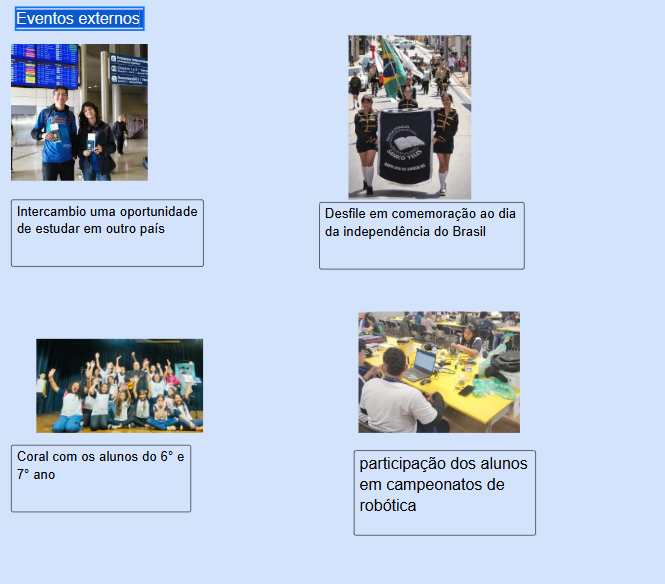 Eventos externos
Intercambio uma oportunidade
de estudar em outro país
Desfile em comemoração ao dia
da independência do Brasil
Coral com os alunos do 6° e
7° ano
participação dos alunos
em campeonatos de
robótica